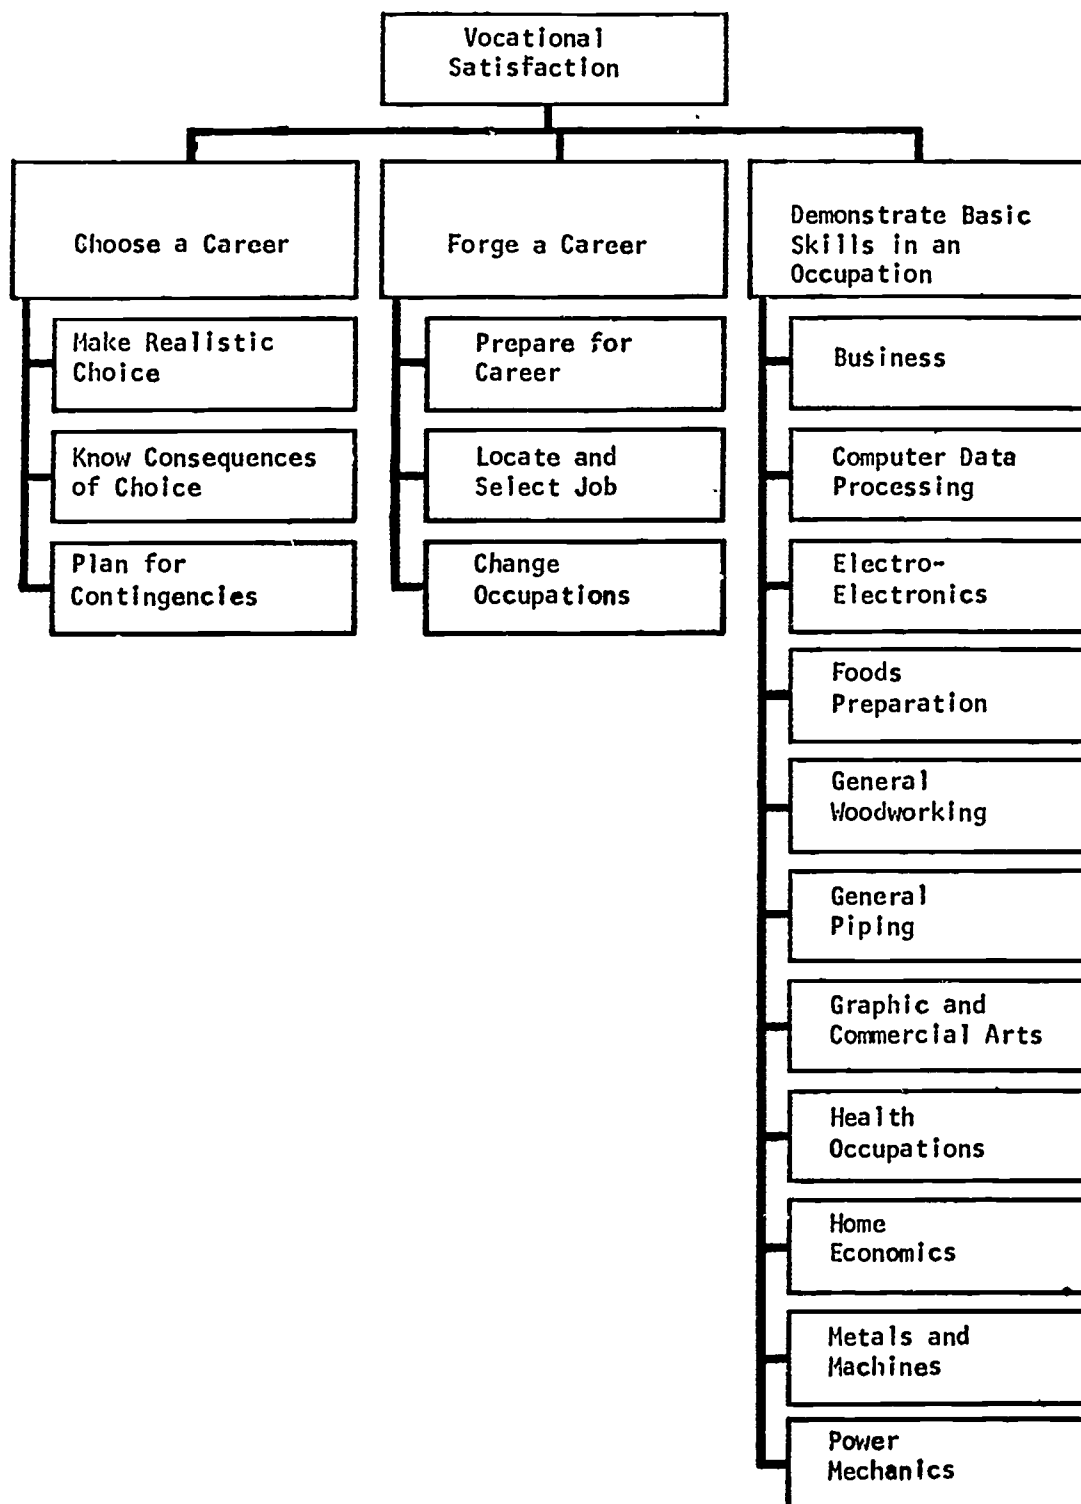 Vocational
Satisfaction
Choose a Career
Forge a Career
Demonstrate Basic
Skills in an
Occupation
Make Realistic
Choice
Know Consequences
of Choice
Plan for
Contingencies
Prepare for
Career
Locate and
Select Job
Change
Occupations
Business
Computer Data
Processing
Electro-
Electronics
Foods
Preparation
General
Woodworking
General
Piping
Graphic and
Commercial Arts
Health
Occupations
Home
Economics
Metals and
Machines
Power
Mechanics